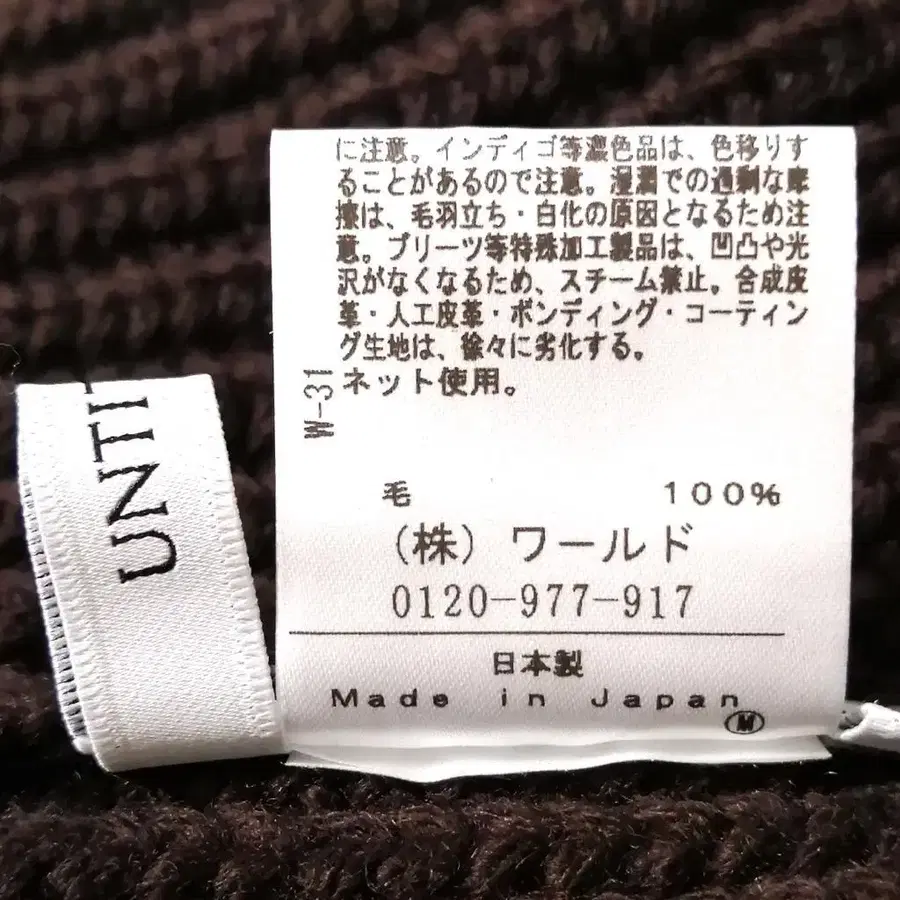 に注意。インディゴ等濃色品は、色移りす
ることがあるので注意。湿潤での過剰な摩
擦は、毛羽立ち・白化の原因となるため注
意。プリーツ等特殊加工製品は、凹凸や光
沢がなくなるため、スチーム禁止。合成皮
革・人工皮革・ボンディング・コーティン
グ生地は、徐々に劣化する。
ネット使用。
W-31
毛 100%
(株) ワールド
0120-977-917
日本製
Made in Japan
M
UNTI